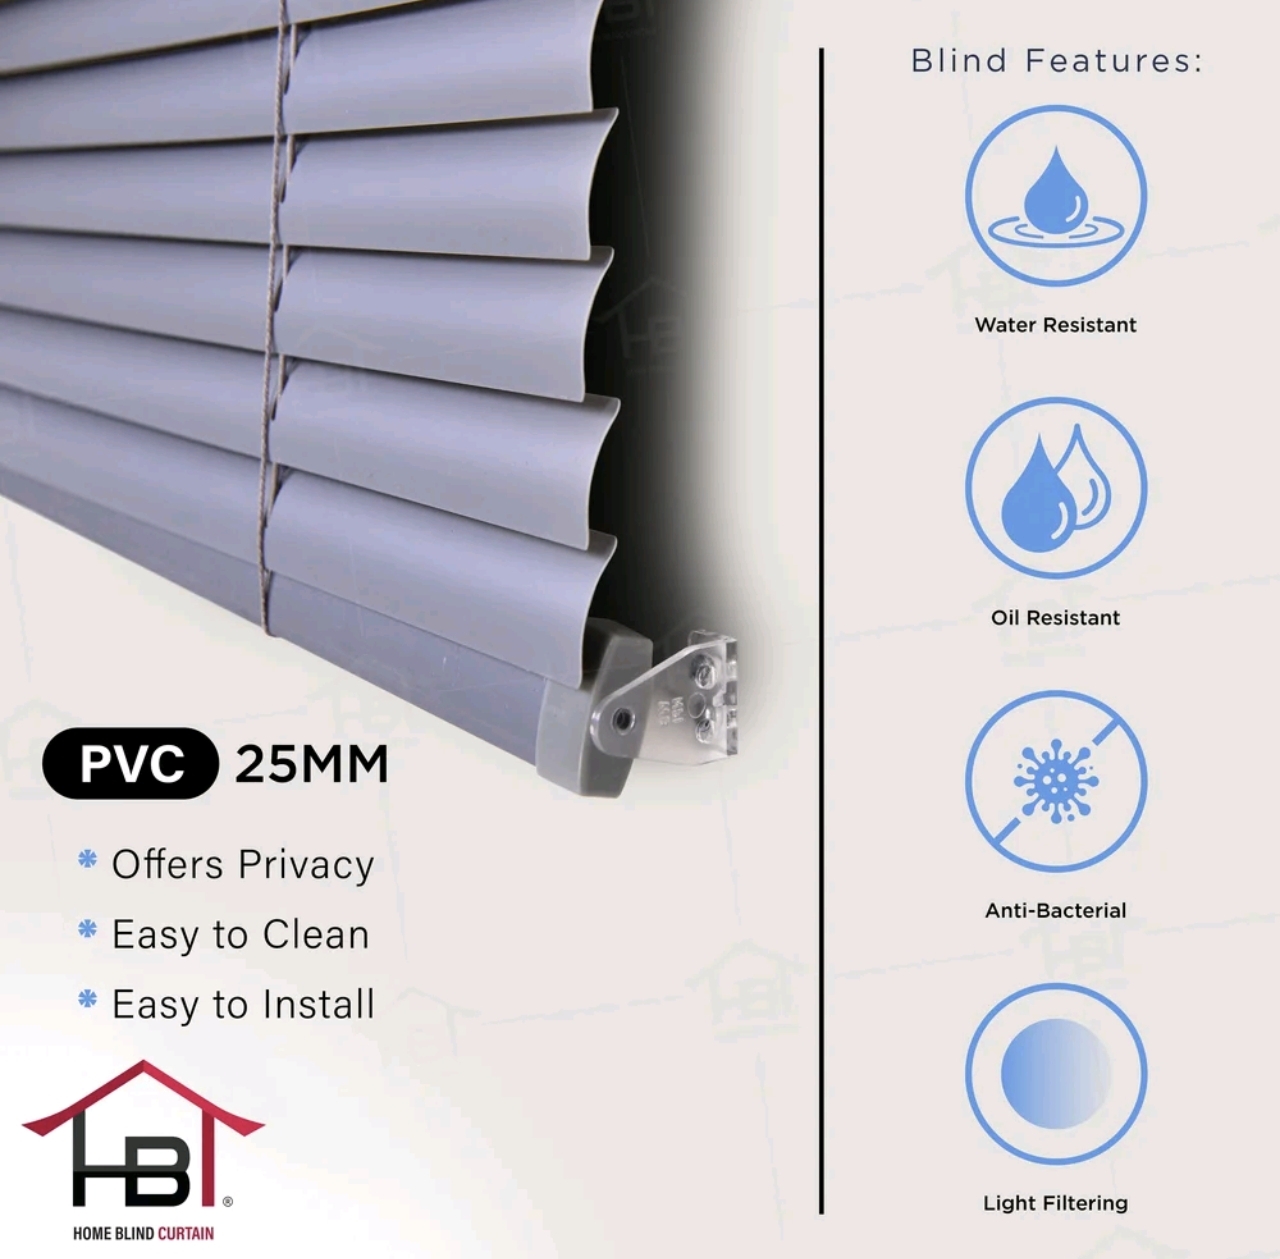 Blind Features:
Water Resistant
Oil Resistant
Anti-Bacterial
Light Filtering
PVC 25MM
Offers Privacy
Easy to Clean
Easy to Install
HBT®
HOME BLIND CURTAIN